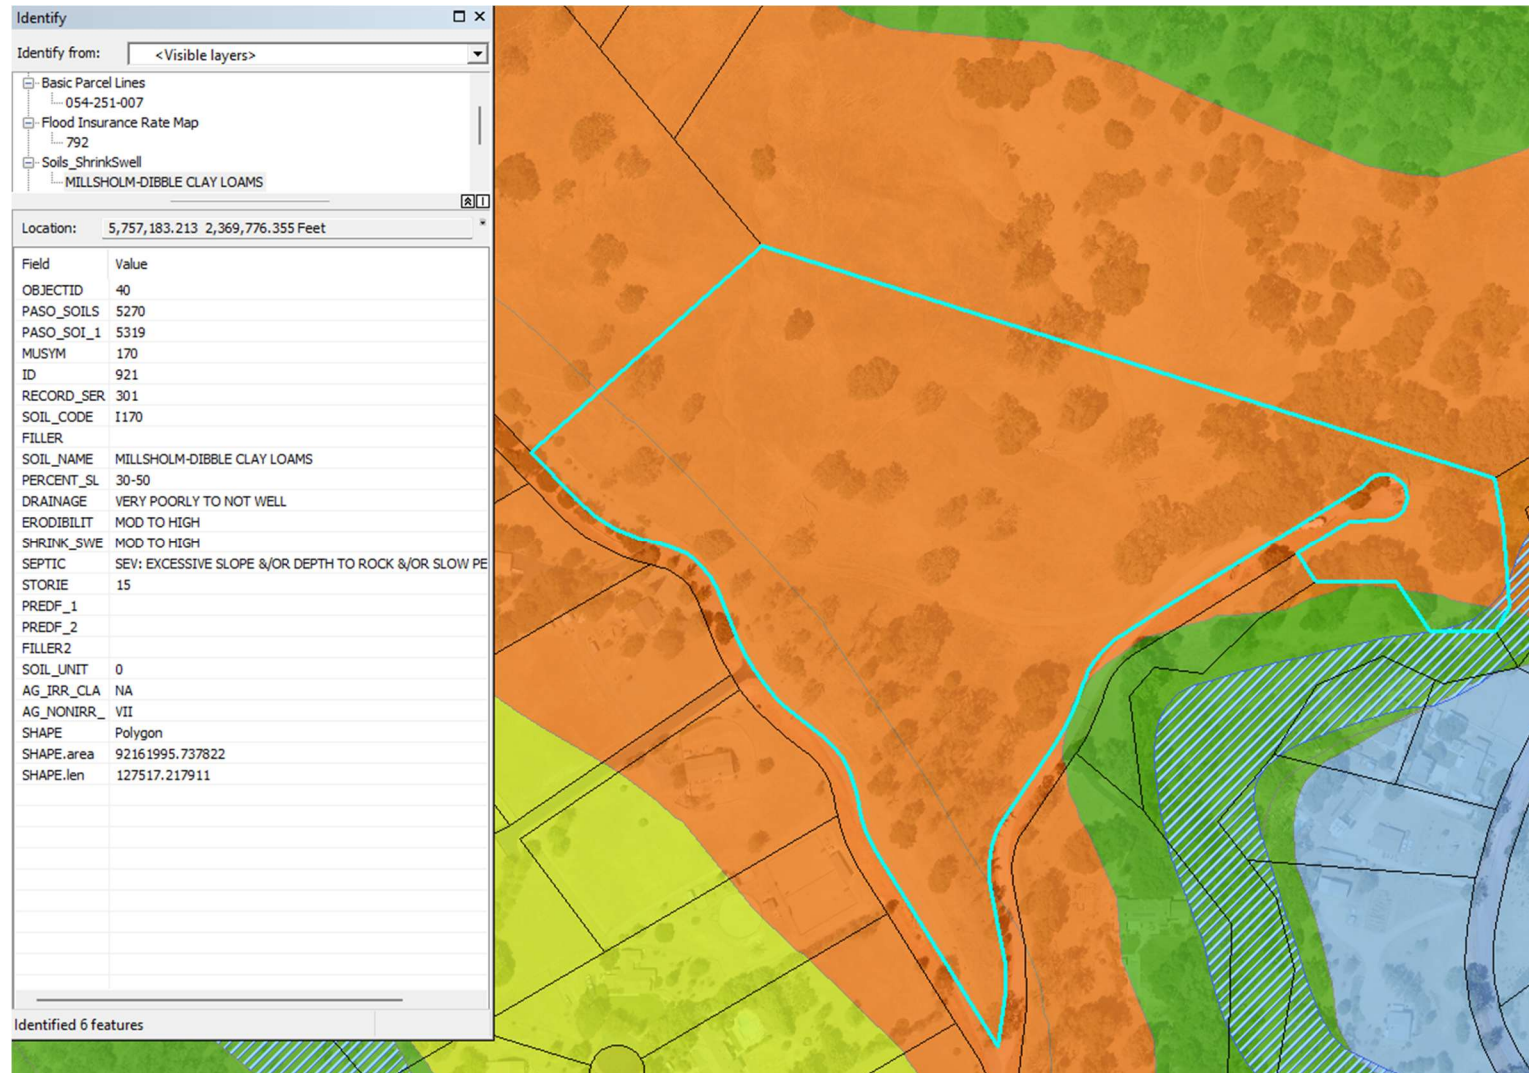 Identify
Identify from: <Visible layers>
Basic Parcel Lines
054-251-007
Flood Insurance Rate Map
792
Soils_ShrinkSwell
MILLSHOLM-DIBBLE CLAY LOAMS
Location: 5,757,183.213 2,369,776.355 Feet
Field Value
OBJECTID 40
PASO_SOILS 5270
PASO_SOI_1 5319
MUSYM 170
ID 921
RECORD_SER 301
SOIL_CODE I170
FILLER
SOIL_NAME MILLSHOLM-DIBBLE CLAY LOAMS
PERCENT_SL 30-50
DRAINAGE VERY POORLY TO NOT WELL
ERODIBILIT MOD TO HIGH
SHRINK_SWE MOD TO HIGH
SEPTIC SEV: EXCESSIVE SLOPE &/OR DEPTH TO ROCK &/OR SLOW PE
STORIE 15
PREDF_1
PREDF_2
FILLER2
SOIL_UNIT 0
AG_IRR_CLA NA
AG_NONIRR_ VII
SHAPE Polygon
SHAPE.area 92161995.737822
SHAPE.len 127517.217911
Identified 6 features